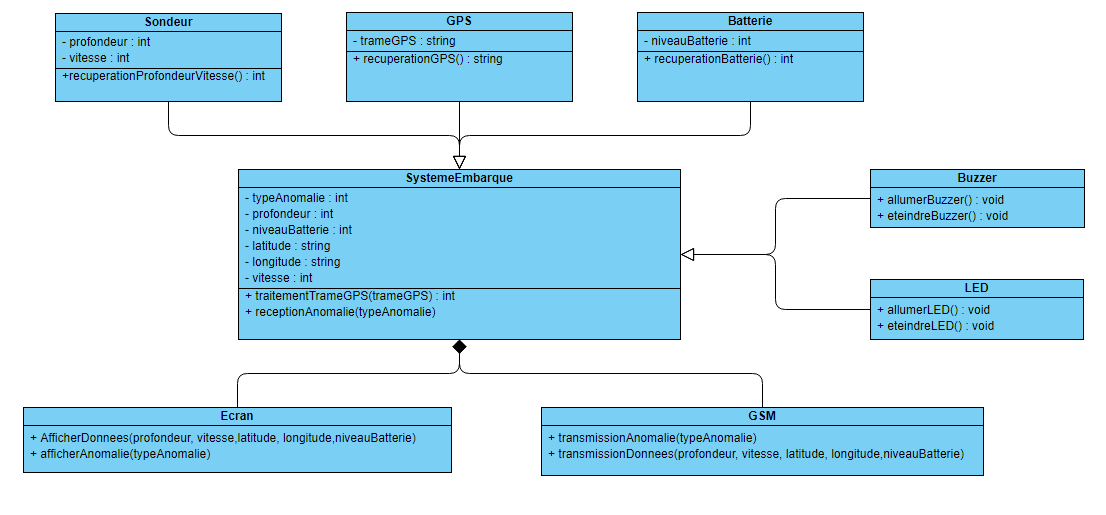 Sondeur
- profondeur : int
- vitesse : int
+recuperationProfondeurVitesse() : int
GPS
- trameGPS : string
+ recuperationGPS() : string
Batterie
- niveauBatterie : int
+ recuperationBatterie() : int
SystemeEmbarque
- typeAnomalie : int
- profondeur : int
- niveauBatterie : int
- latitude : string
- longitude : string
- vitesse : int
+ traitementTrameGPS(trameGPS) : int
+ receptionAnomalie(typeAnomalie)
Buzzer
+ allumerBuzzer() : void
+ eteindreBuzzer() : void
LED
+ allumerLED() : void
+ eteindreLED() : void
Ecran
+ AfficherDonnees(profondeur, vitesse,latitude, longitude,niveauBatterie)
+ afficherAnomalie(typeAnomalie)
GSM
+ transmissionAnomalie(typeAnomalie)
+ transmissionDonnees(profondeur, vitesse, latitude, longitude,niveauBatterie)